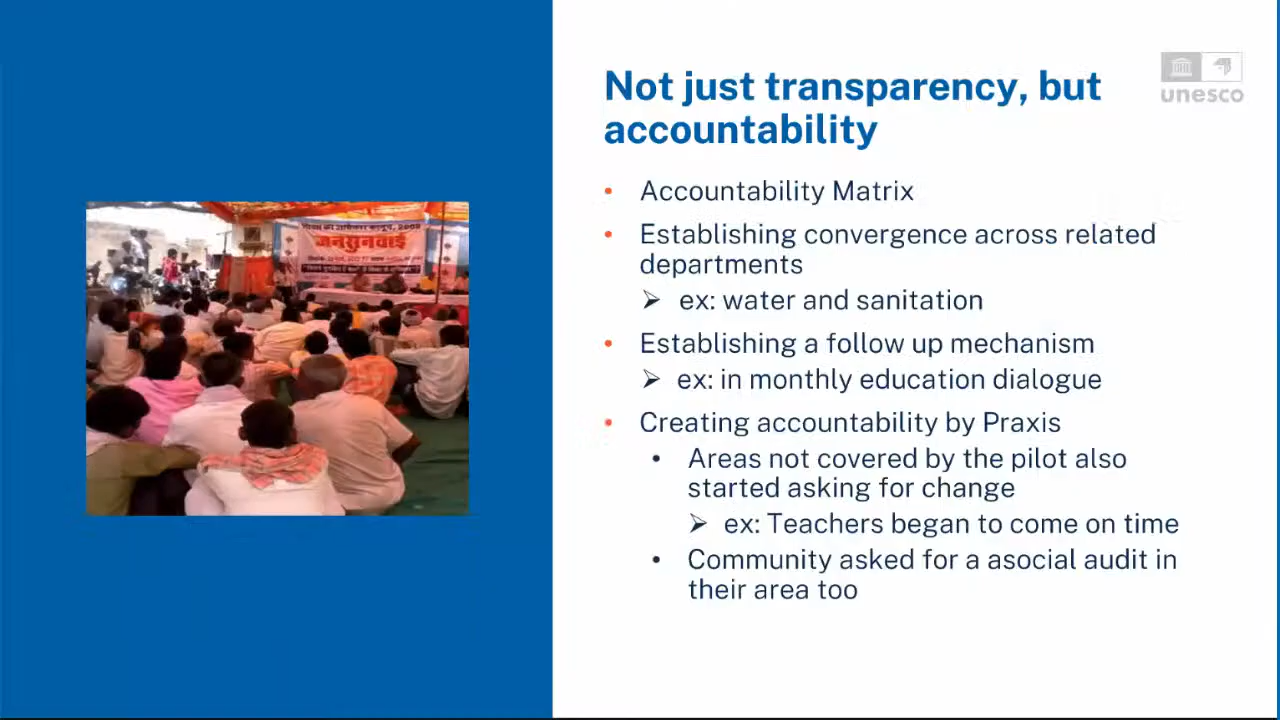 का अधिकार कानून, 2009
जनसुनवाई
unesco
Not just transparency, but
accountability
• Accountability Matrix
• Establishing convergence across related
departments
➢ ex: water and sanitation
• Establishing a follow up mechanism
➢ ex: in monthly education dialogue
• Creating accountability by Praxis
• Areas not covered by the pilot also
started asking for change
➢ ex: Teachers began to come on time
• Community asked for a asocial audit in
their area too